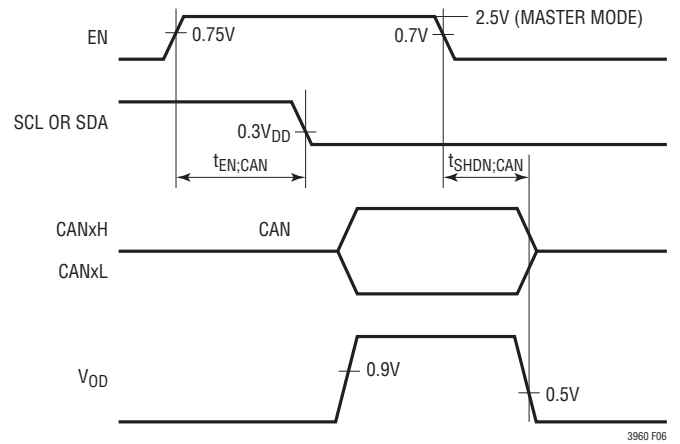 2.5V (MASTER MODE)
EN
0.75V
0.7V
SCL OR SDA
0.3VDD
tEN;CAN
tSHDN;CAN
CANxH
CAN
CANxL
VOD
0.9V
0.5V
3960 F06